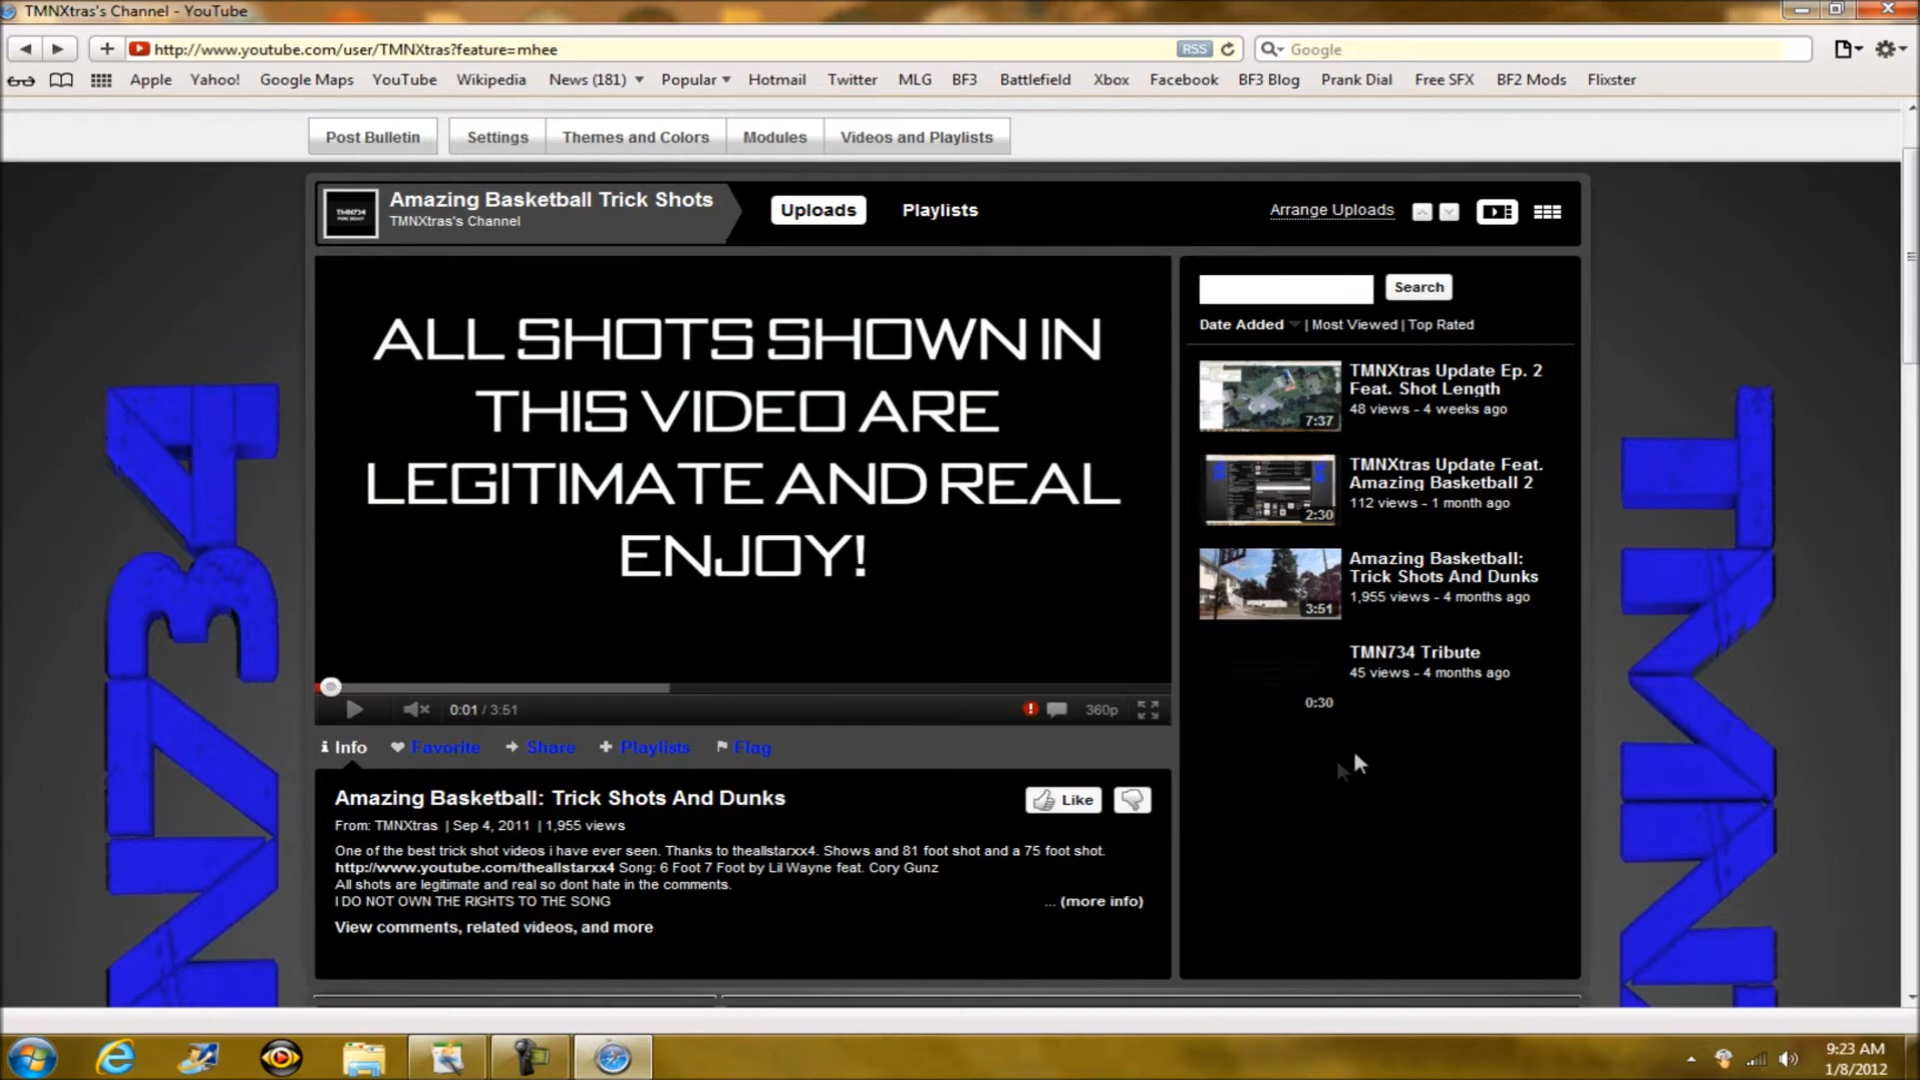 TMNXtras's Channel - YouTube
http://www.youtube.com/user/TMNXtras?feature=mhee
RSS
Google
Apple Yahoo! Google Maps YouTube Wikipedia News (181) Popular Hotmail Twitter MLG BF3 Battlefield Xbox Facebook BF3 Blog Prank Dial Free SFX BF2 Mods Flixster
Post Bulletin Settings Themes and Colors Modules Videos and Playlists
TMN734
Amazing Basketball Trick Shots
TMNXtras's Channel
Uploads Playlists Arrange Uploads
ALL SHOTS SHOWN IN
THIS VIDEO ARE
LEGITIMATE AND REAL
ENJOY!
0:01 / 3:51
360p
Info Favorite Share Playlists Flag
Amazing Basketball: Trick Shots And Dunks
Like
From: TMNXtras | Sep 4, 2011 | 1,955 views
One of the best trick shot videos i have ever seen. Thanks to theallstarxx4. Shows and 81 foot shot and a 75 foot shot.
http://www.youtube.com/theallstarxx4 Song: 6 Foot 7 Foot by Lil Wayne feat. Cory Gunz
All shots are legitimate and real so dont hate in the comments.
I DO NOT OWN THE RIGHTS TO THE SONG
... (more info)
View comments, related videos, and more
Search
Date Added | Most Viewed | Top Rated
TMNXtras Update Ep. 2
Feat. Shot Length
48 views - 4 weeks ago
7:37
TMNXtras Update Feat.
Amazing Basketball 2
112 views - 1 month ago
2:30
Amazing Basketball:
Trick Shots And Dunks
1,955 views - 4 months ago
3:51
TMN734 Tribute
45 views - 4 months ago
0:30
N734
TMN
9:23 AM
1/8/2012